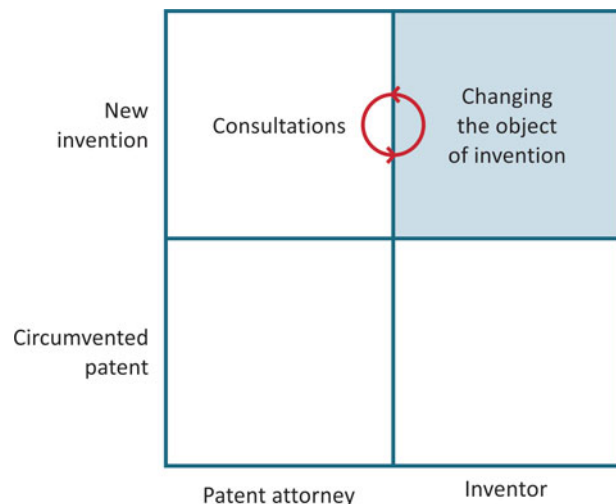 New
invention
Consultations
Changing
the object
of invention
Circumvented
patent
Patent attorney
Inventor